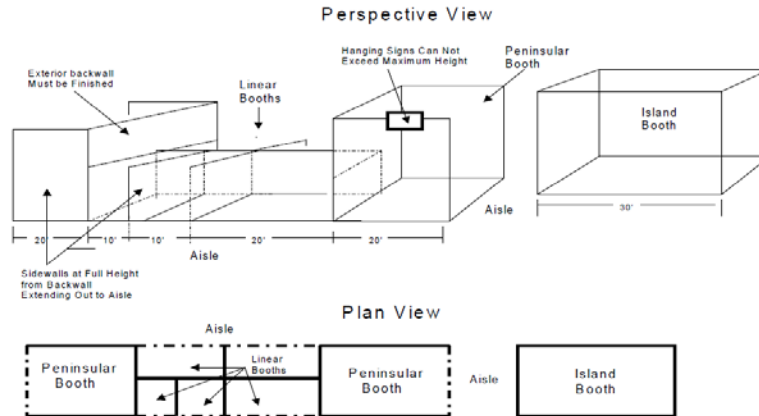 Perspective View
Hanging Signs Can Not
Exceed Maximum Height
Peninsular
Booth
Exterior backwall
Must be Finished
Linear
Booths
Island
Booth
Aisle
30'
20'
10'
10'
20'
20'
Aisle
Sidewalls at Full Height
from Backwall
Extending Out to Aisle
Plan View
Aisle
Peninsular
Booth
Linear
Booths
Peninsular
Booth
Aisle
Island
Booth